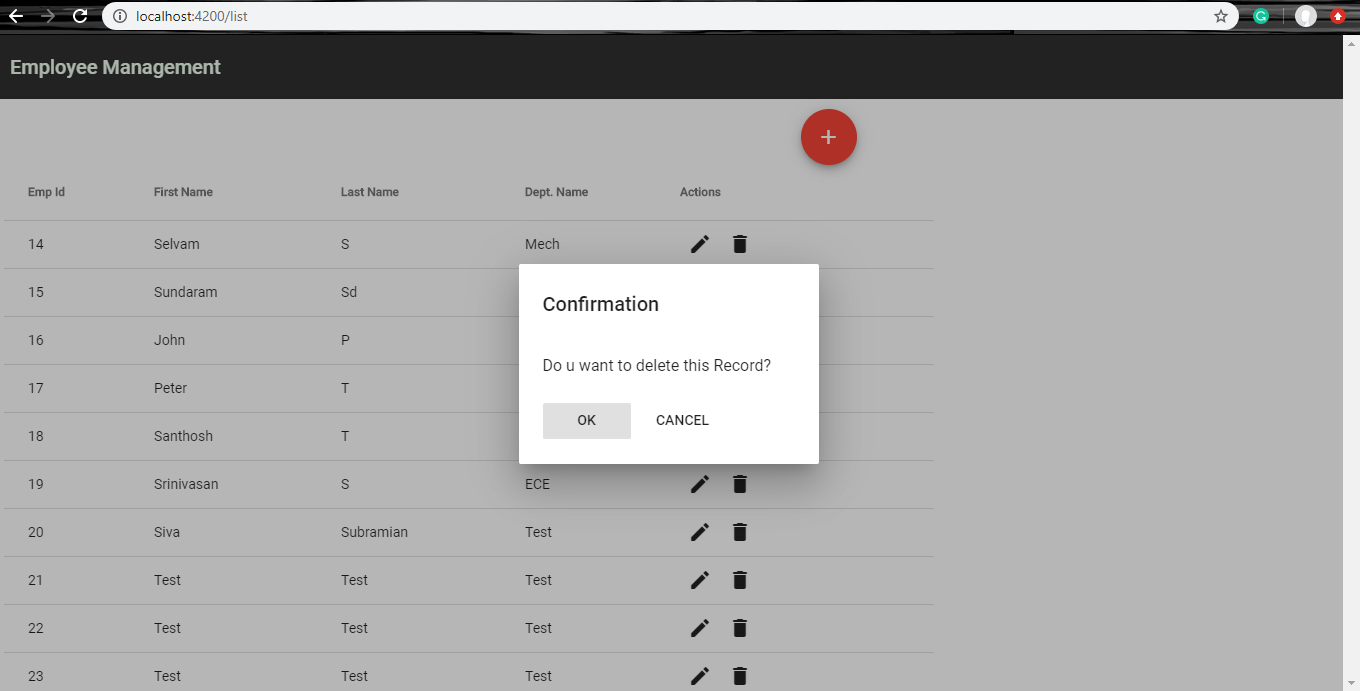 localhost:4200/list
Employee Management
+
Emp Id First Name Last Name Dept. Name Actions
14 Selvam S Mech
15 Sundaram Sd
16 John P
17 Peter T
18 Santhosh T
Confirmation
Do u want to delete this Record?
OK CANCEL
19 Srinivasan S ECE
20 Siva Subramian Test
21 Test Test Test
22 Test Test Test
23 Test Test Test